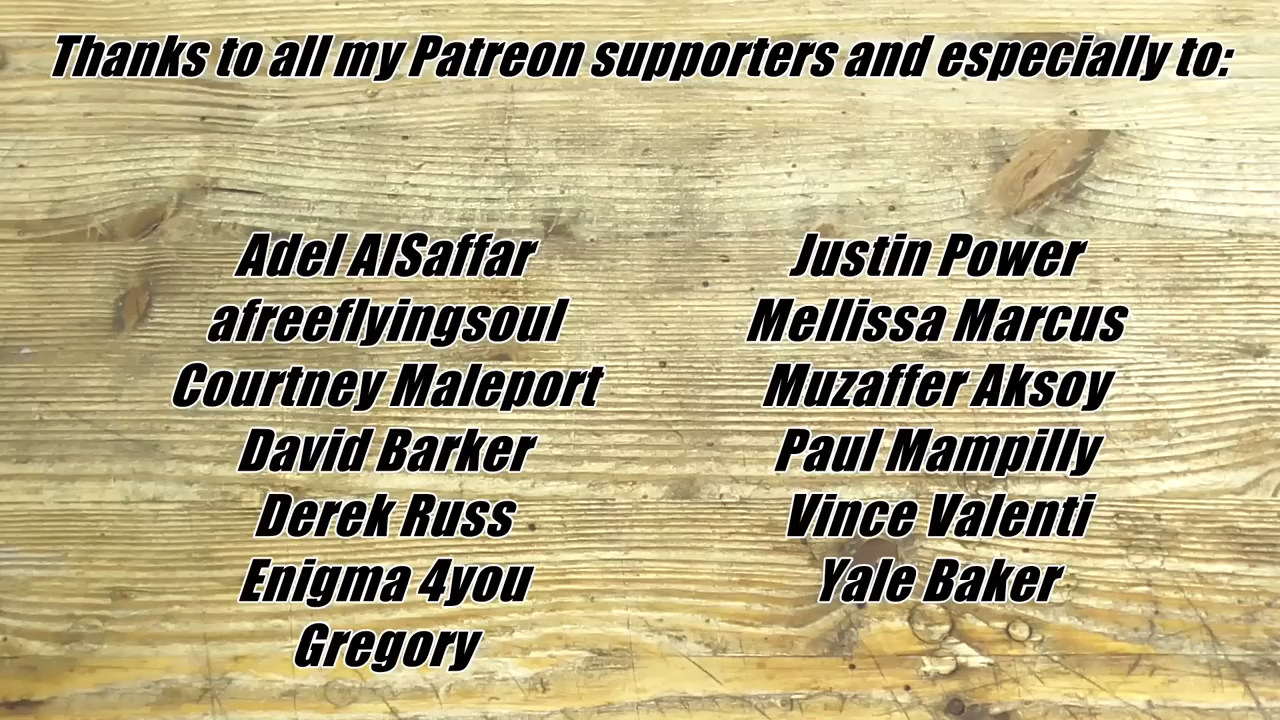 Thanks to all my Patreon supporters and especially to:
Adel AlSaffar
afreeflyingsoul
Courtney Maleport
David Barker
Derek Russ
Enigma 4you
Gregory
Justin Power
Mellissa Marcus
Muzaffer Aksoy
Paul Mampilly
Vince Valenti
Yale Baker